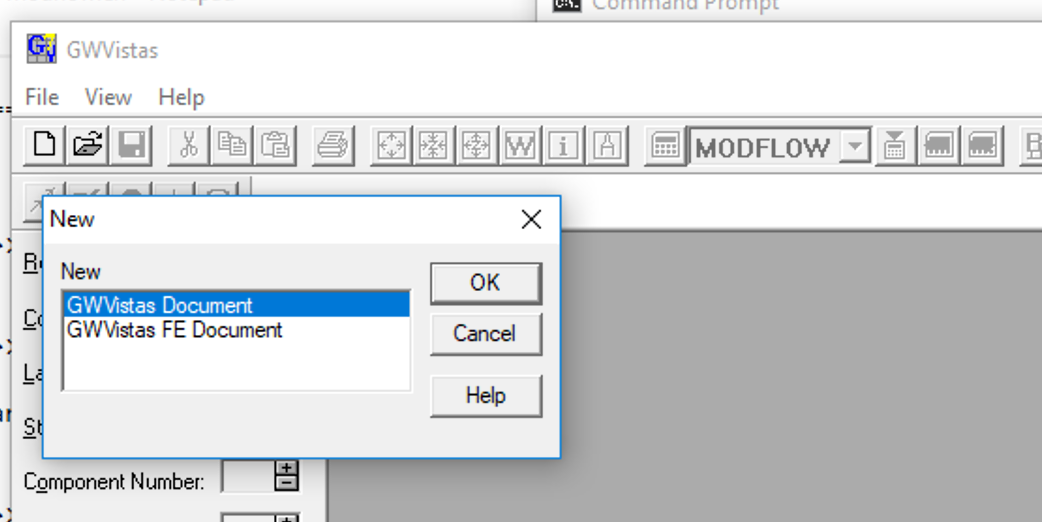 Command Prompt
GWVistas
File View Help
W i A MODFLOW B
New
New
GWVistas Document
GWVistas FE Document
OK
Cancel
Help
Component Number: